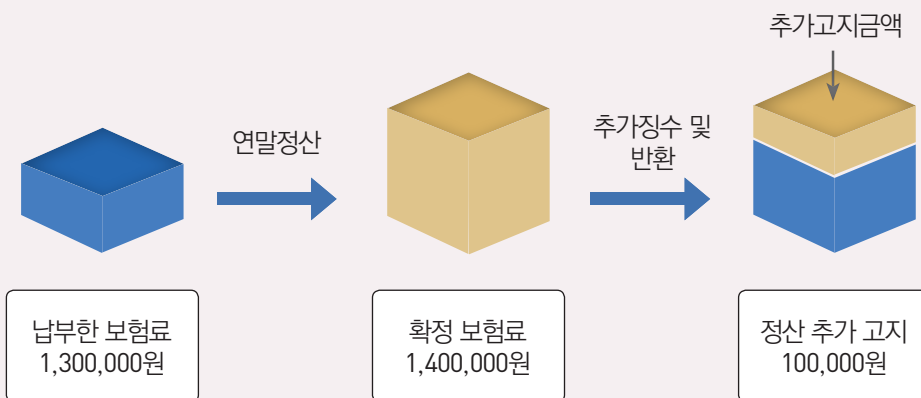 추가고지금액
연말정산
추가징수 및
반환
납부한 보험료
1,300,000원
확정 보험료
1,400,000원
정산 추가 고지
100,000원